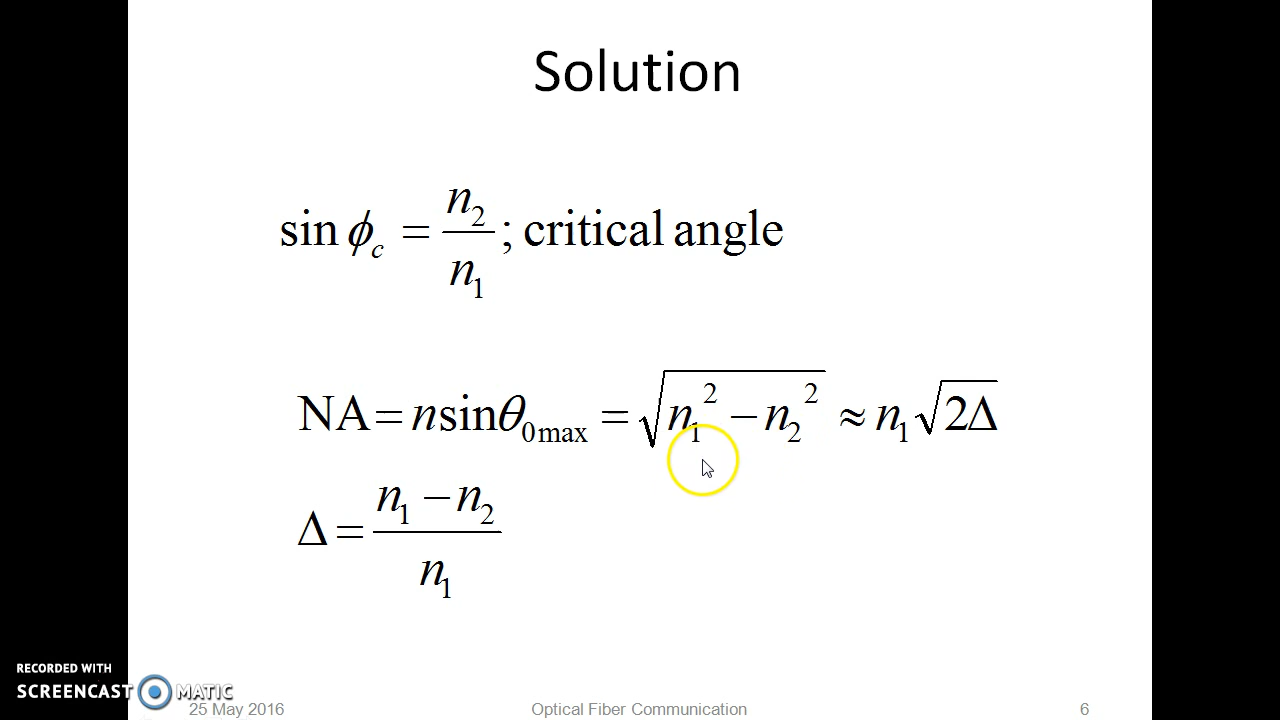 Solution
sin ϕc = n2/n1 ; critical angle
NA = n sin θ0max = √(n1² − n2²) ≈ n1√2Δ
Δ = (n1 − n2)/n1
RECORDED WITH
SCREENCAST MATIC
25 May 2016 Optical Fiber Communication 6